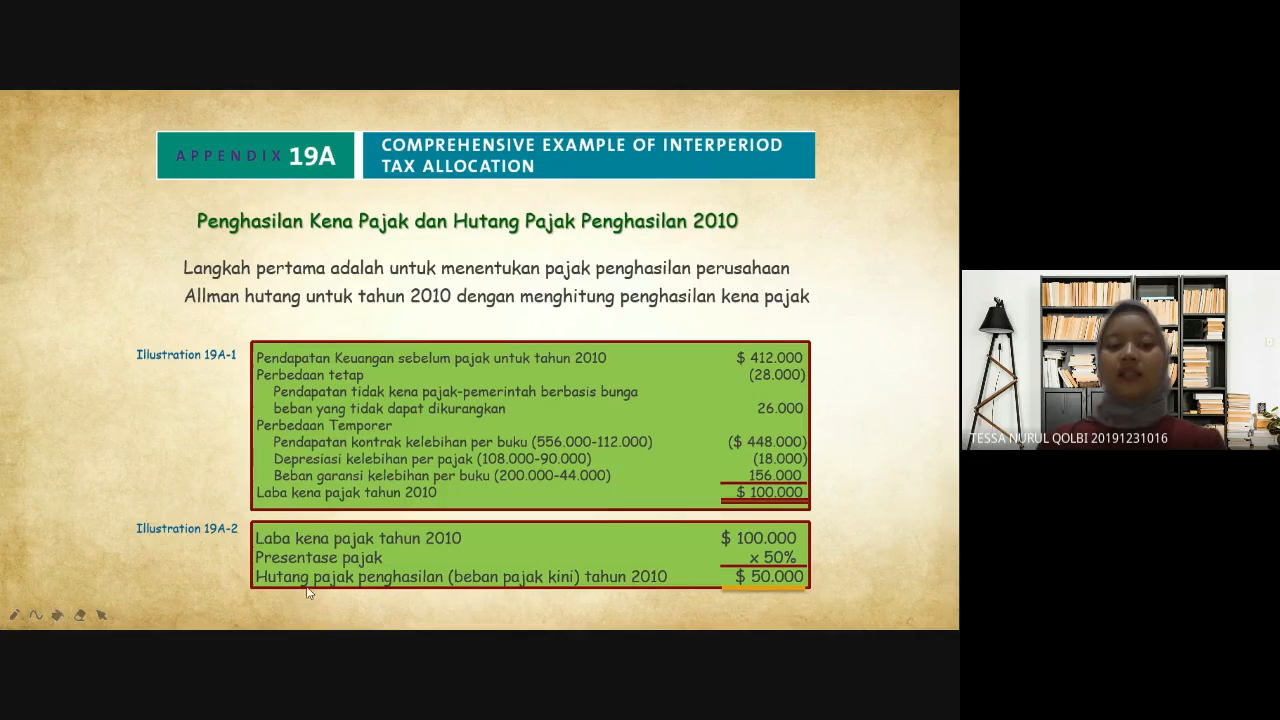 APPENDIX 19A
COMPREHENSIVE EXAMPLE OF INTERPERIOD
TAX ALLOCATION
Penghasilan Kena Pajak dan Hutang Pajak Penghasilan 2010
Langkah pertama adalah untuk menentukan pajak penghasilan perusahaan
Allman hutang untuk tahun 2010 dengan menghitung penghasilan kena pajak
Illustration 19A-1
Pendapatan Keuangan sebelum pajak untuk tahun 2010 $ 412.000
Perbedaan tetap (28.000)
Pendapatan tidak kena pajak-pemerintah berbasis bunga
beban yang tidak dapat dikurangkan 26.000
Perbedaan Temporer
Pendapatan kontrak kelebihan per buku (556.000-112.000) ($ 448.000)
Depresiasi kelebihan per pajak (108.000-90.000) (18.000)
Beban garansi kelebihan per buku (200.000-44.000) 156.000
Laba kena pajak tahun 2010 $ 100.000
Illustration 19A-2
Laba kena pajak tahun 2010 $ 100.000
Presentase pajak x 50%
Hutang pajak penghasilan (beban pajak kini) tahun 2010 $ 50.000
TESSA NURUL QOLBI 20191231016